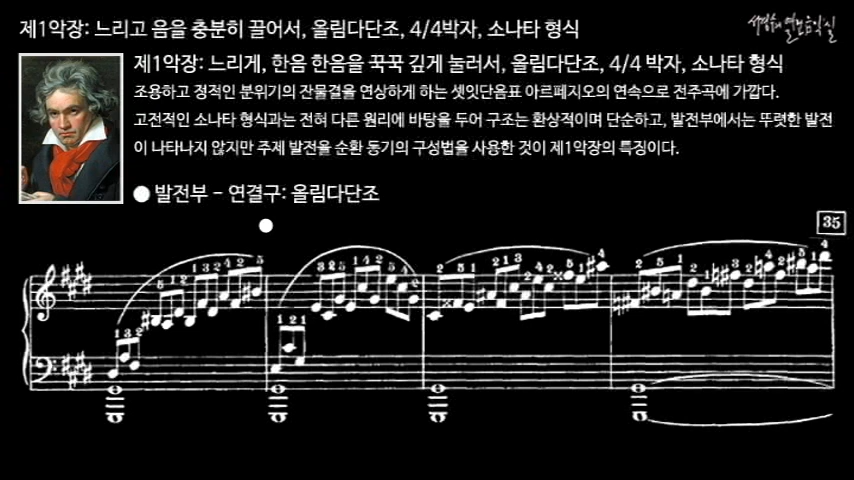 제1악장: 느리고 음을 충분히 끌어서, 올림다단조, 4/4박자, 소나타 형식
서경수의 열린음악실
제1악장: 느리게, 한음 한음을 꾹꾹 깊게 눌러서, 올림다단조, 4/4 박자, 소나타 형식
조용하고 정적인 분위기의 잔물결을 연상하게 하는 셋잇단음표 아르페지오의 연속으로 전주곡에 가깝다.
고전적인 소나타 형식과는 전혀 다른 원리에 바탕을 두어 구조는 환상적이며 단순하고, 발전부에서는 뚜렷한 발전
이 나타나지 않지만 주제 발전을 순환 동기의 구성법을 사용한 것이 제1악장의 특징이다.
발전부 - 연결구: 올림다단조
35